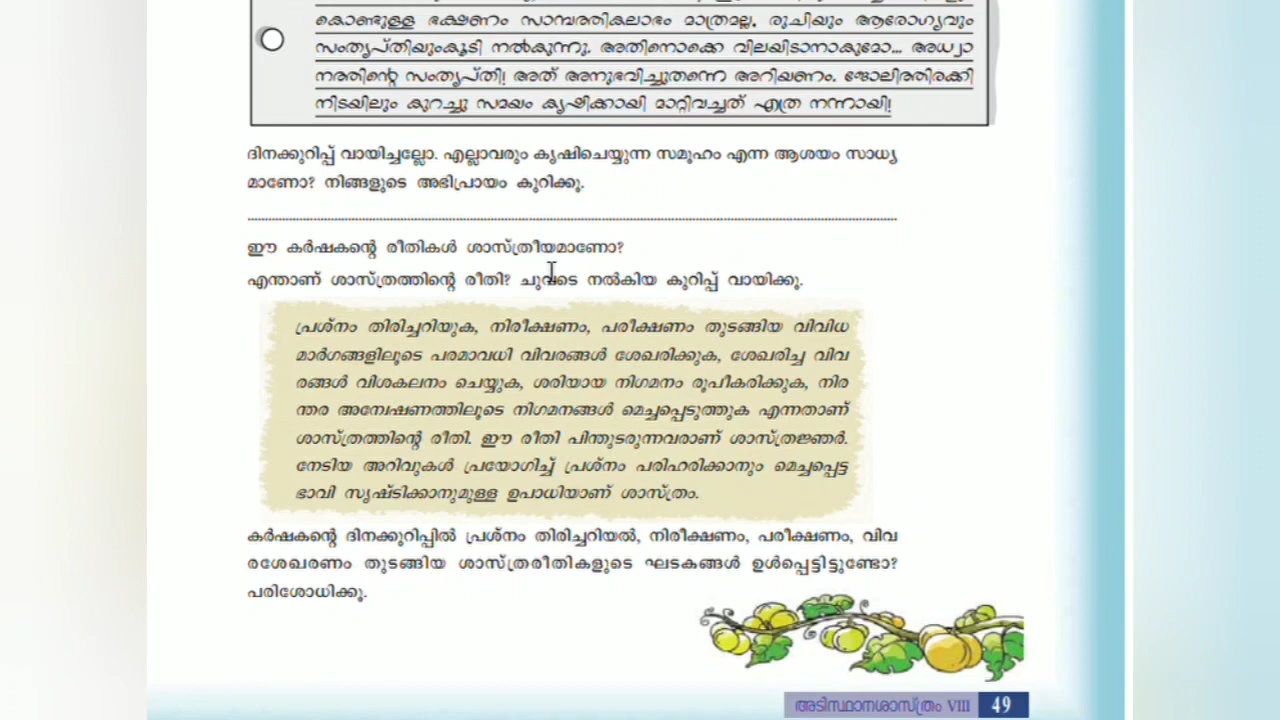 കൊണ്ടുള്ള ഭക്ഷണം സാമ്പത്തികലാഭം മാത്രമല്ല, രുചിയും ആരോഗ്യവും
സംതൃപ്തിയുംകൂടി നൽകുന്നു. അതിനൊക്കെ വിലയിടാനാകുമോ... അധ്വാ
നത്തിന്റെ സംതൃപ്തി! അത് അനുഭവിച്ചുതന്നെ അറിയണം. ജോലിത്തിരക്കി
നിടയിലും കുറച്ചു സമയം കൃഷിക്കായി മാറ്റിവച്ചത് എത്ര നന്നായി!
ദിനക്കുറിപ്പ് വായിച്ചല്ലോ. എല്ലാവരും കൃഷിചെയ്യുന്ന സമൂഹം എന്ന ആശയം സാധ്യ
മാണോ? നിങ്ങളുടെ അഭിപ്രായം കുറിക്കൂ.
ഈ കർഷകന്റെ രീതികൾ ശാസ്ത്രീയമാണോ?
എന്താണ് ശാസ്ത്രത്തിന്റെ രീതി? ചുവടെ നൽകിയ കുറിപ്പ് വായിക്കൂ.
പ്രശ്നം തിരിച്ചറിയുക, നിരീക്ഷണം, പരീക്ഷണം തുടങ്ങിയ വിവിധ
മാർഗങ്ങളിലൂടെ പരമാവധി വിവരങ്ങൾ ശേഖരിക്കുക, ശേഖരിച്ച വിവ
രങ്ങൾ വിശകലനം ചെയ്യുക, ശരിയായ നിഗമനം രൂപീകരിക്കുക, നിര
ന്തര അന്വേഷണത്തിലൂടെ നിഗമനങ്ങൾ മെച്ചപ്പെടുത്തുക എന്നതാണ്
ശാസ്ത്രത്തിന്റെ രീതി. ഈ രീതി പിന്തുടരുന്നവരാണ് ശാസ്ത്രജ്ഞർ.
നേടിയ അറിവുകൾ പ്രയോഗിച്ച് പ്രശ്നം പരിഹരിക്കാനും മെച്ചപ്പെട്ട
ഭാവി സൃഷ്ടിക്കാനുമുള്ള ഉപാധിയാണ് ശാസ്ത്രം.
കർഷകന്റെ ദിനക്കുറിപ്പിൽ പ്രശ്നം തിരിച്ചറിയൽ, നിരീക്ഷണം, പരീക്ഷണം, വിവ
രശേഖരണം തുടങ്ങിയ ശാസ്ത്രരീതികളുടെ ഘടകങ്ങൾ ഉൾപ്പെട്ടിട്ടുണ്ടോ?
പരിശോധിക്കൂ.
അടിസ്ഥാനശാസ്ത്രം VIII 49